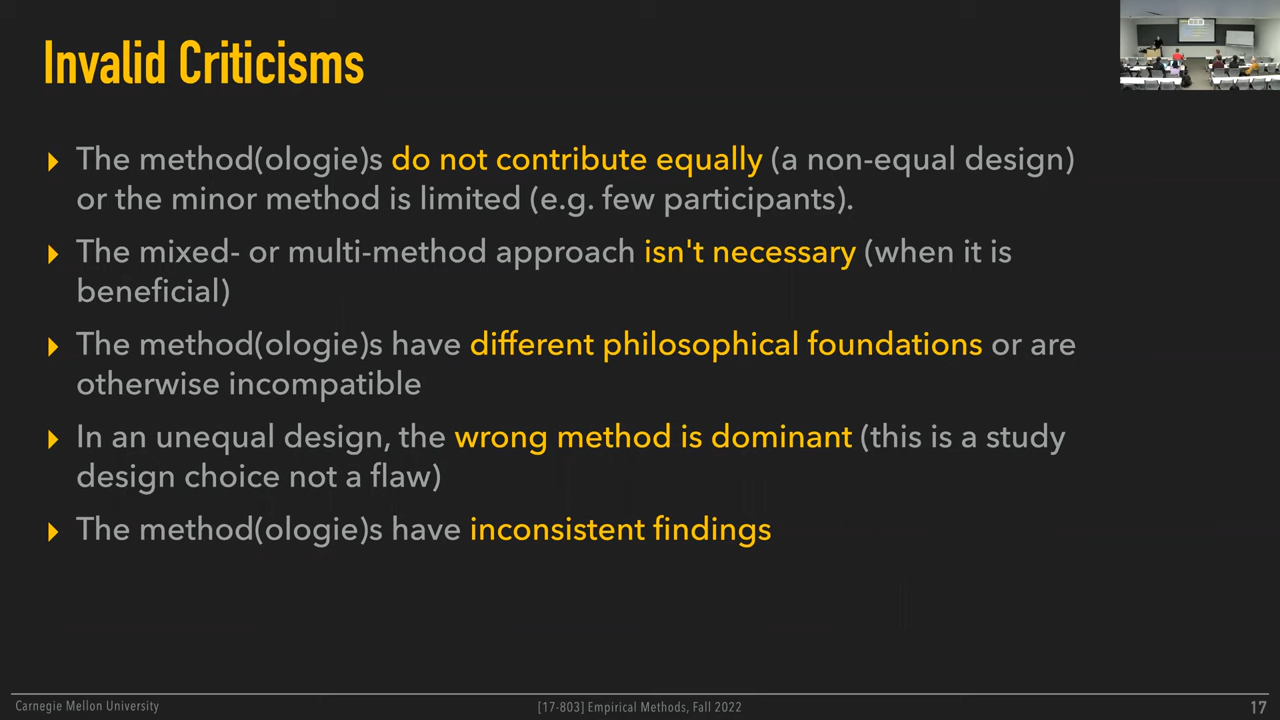 Invalid Criticisms
The method(ologie)s do not contribute equally (a non-equal design)
or the minor method is limited (e.g. few participants).
The mixed- or multi-method approach isn't necessary (when it is
beneficial)
The method(ologie)s have different philosophical foundations or are
otherwise incompatible
In an unequal design, the wrong method is dominant (this is a study
design choice not a flaw)
The method(ologie)s have inconsistent findings
Carnegie Mellon University
[17-803] Empirical Methods, Fall 2022
17